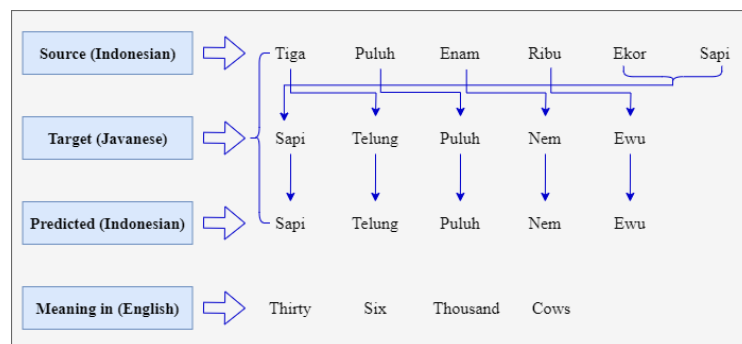 Source (Indonesian) Tiga Puluh Enam Ribu Ekor Sapi
Target (Javanese) Sapi Telung Puluh Nem Ewu
Predicted (Indonesian) Sapi Telung Puluh Nem Ewu
Meaning in (English) Thirty Six Thousand Cows